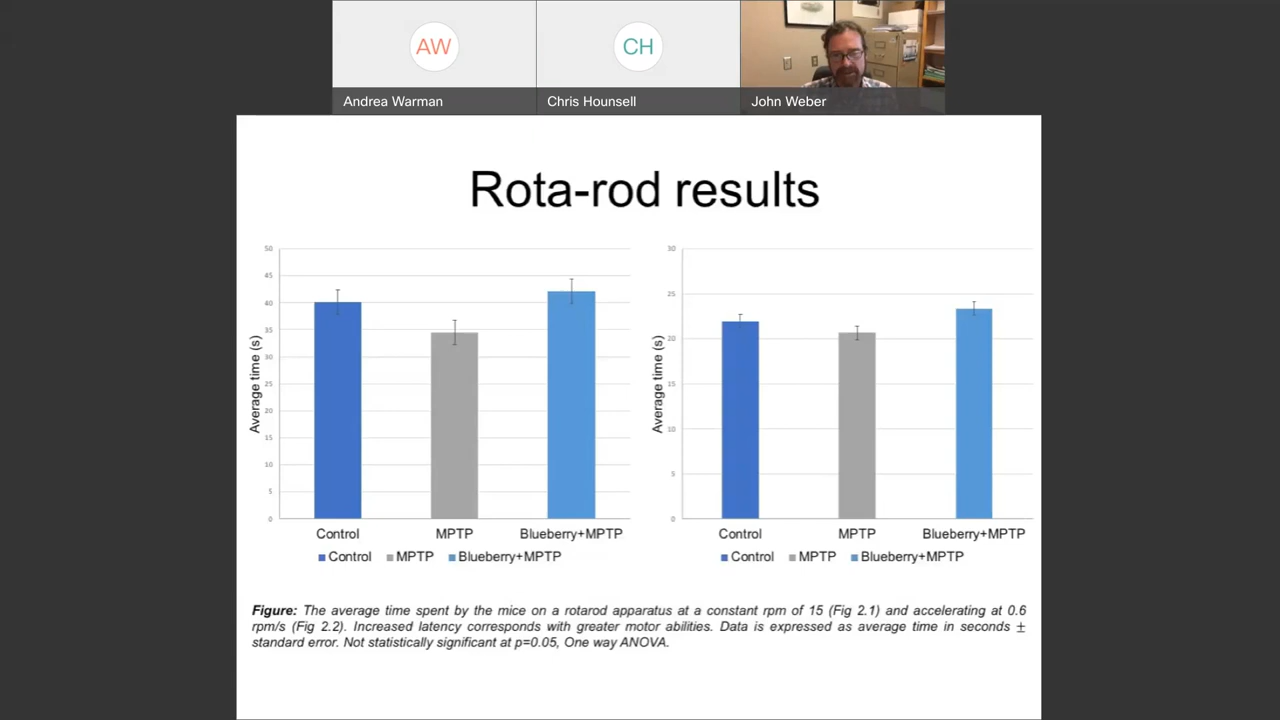 AW
CH
Andrea Warman
Chris Hounsell
John Weber
Rota-rod results
50
45
40
35
30
25
20
15
10
5
0
Average time (s)
Control MPTP Blueberry+MPTP
Control MPTP Blueberry+MPTP
30
25
20
15
10
5
0
Average time (s)
Control MPTP Blueberry+MPTP
Control MPTP Blueberry+MPTP
Figure: The average time spent by the mice on a rotarod apparatus at a constant rpm of 15 (Fig 2.1) and accelerating at 0.6
rpm/s (Fig 2.2). Increased latency corresponds with greater motor abilities. Data is expressed as average time in seconds ±
standard error. Not statistically significant at p=0.05, One way ANOVA.